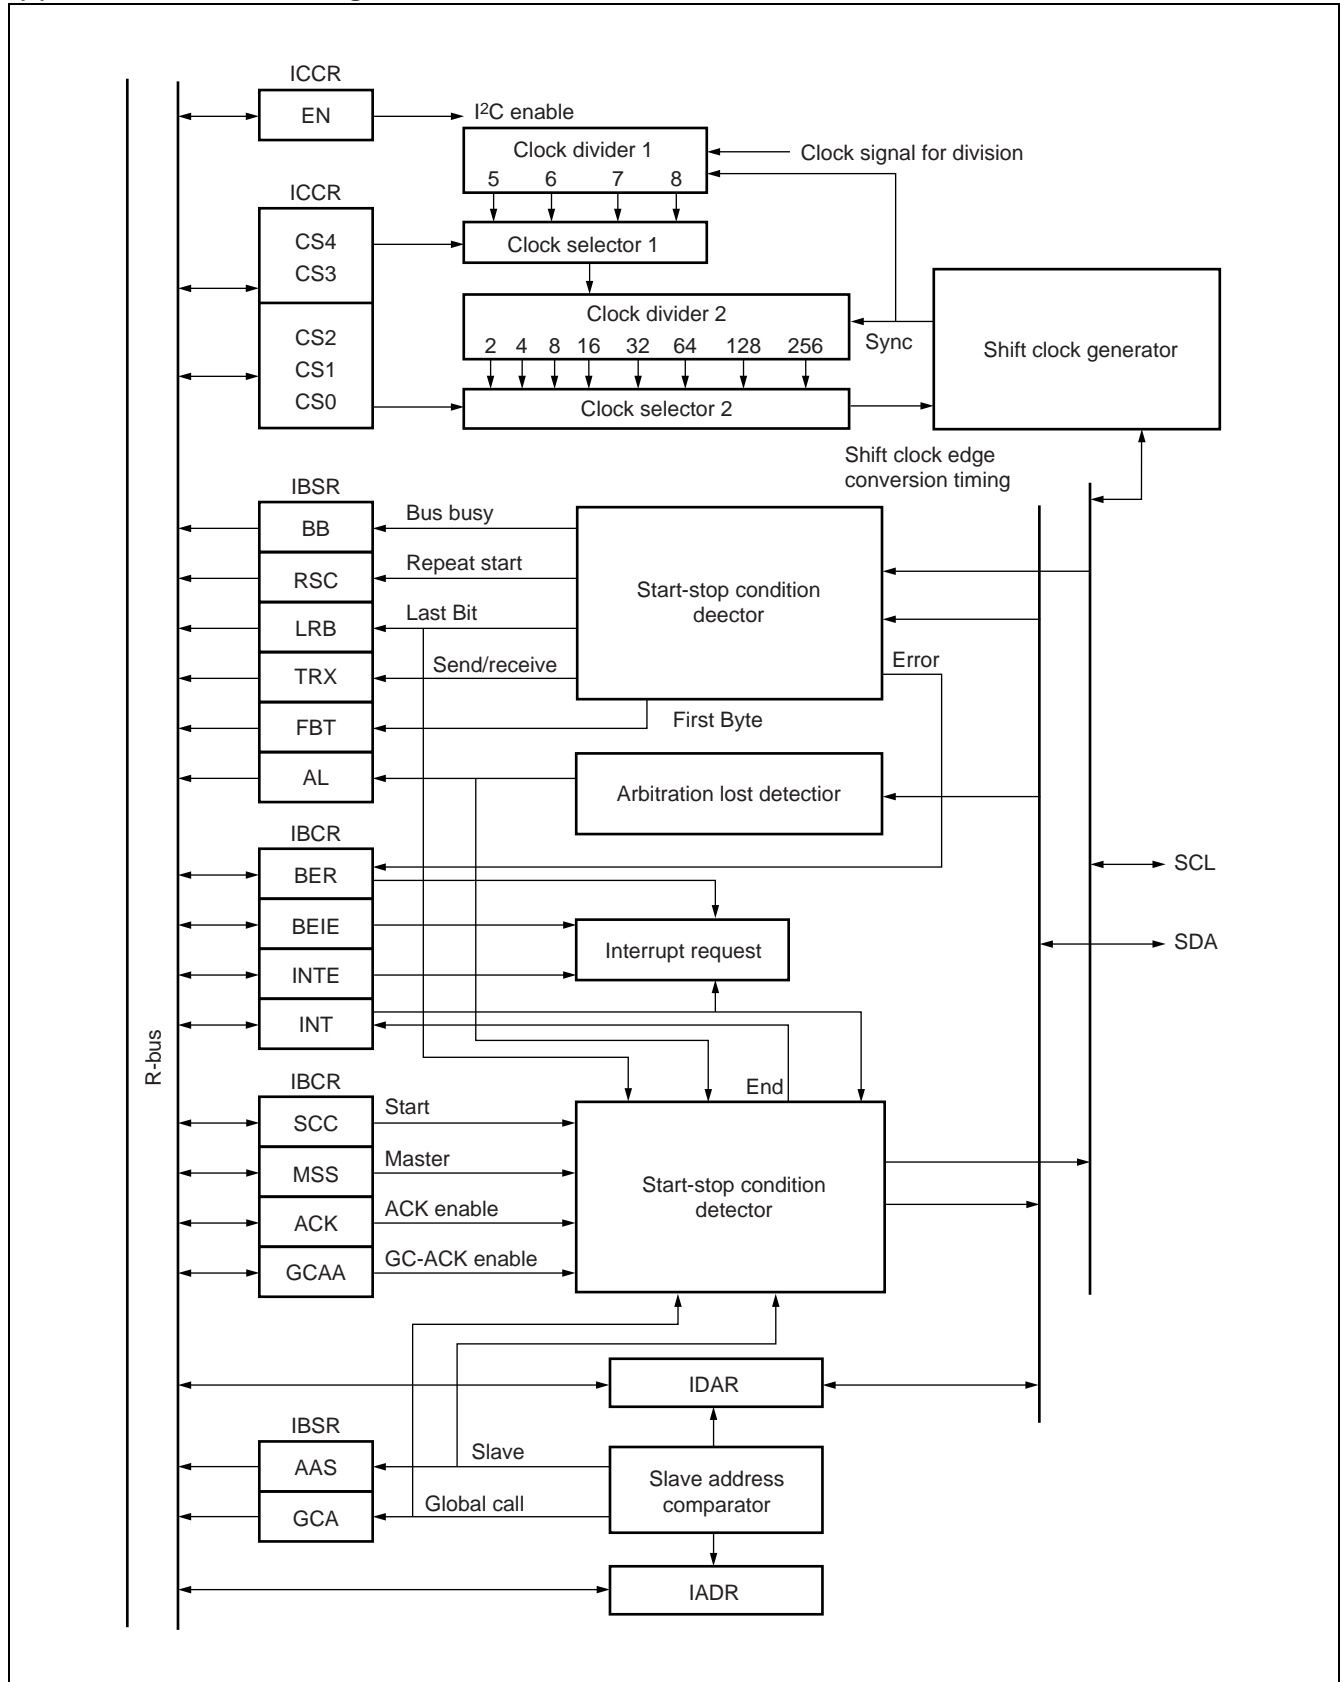 ICCR
EN
I²C enable
Clock divider 1
5 6 7 8
Clock signal for division
ICCR
CS4
CS3
Clock selector 1
Clock divider 2
2 4 8 16 32 64 128 256
Sync
Shift clock generator
CS2
CS1
CS0
Clock selector 2
Shift clock edge
conversion timing
IBSR
BB
Bus busy
RSC
Repeat start
Start-stop condition
deector
LRB
Last Bit
TRX
Send/receive
Error
FBT
First Byte
AL
Arbitration lost detectior
IBCR
BER
SCL
BEIE
Interrupt request
SDA
INTE
INT
R-bus
IBCR
End
SCC
Start
MSS
Master
Start-stop condition
detector
ACK
ACK enable
GCAA
GC-ACK enable
IDAR
IBSR
AAS
Slave
Slave address
comparator
GCA
Global call
IADR